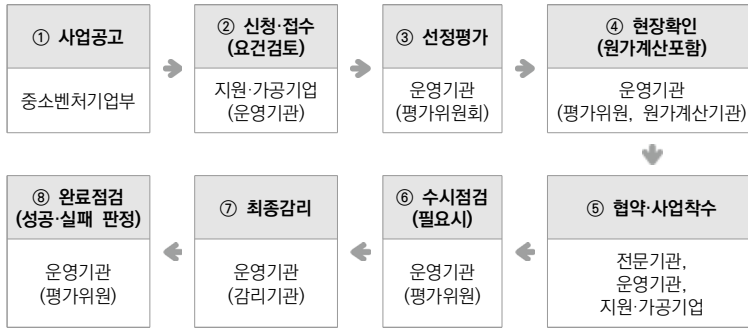 ① 사업공고
중소벤처기업부
② 신청·접수
(요건검토)
지원·가공기업
(운영기관)
③ 선정평가
운영기관
(평가위원회)
④ 현장확인
(원가계산포함)
운영기관
(평가위원, 원가계산기관)
⑤ 협약·사업착수
전문기관,
운영기관,
지원·가공기업
⑥ 수시점검
(필요시)
운영기관
(평가위원)
⑦ 최종감리
운영기관
(감리기관)
⑧ 완료점검
(성공·실패 판정)
운영기관
(평가위원)